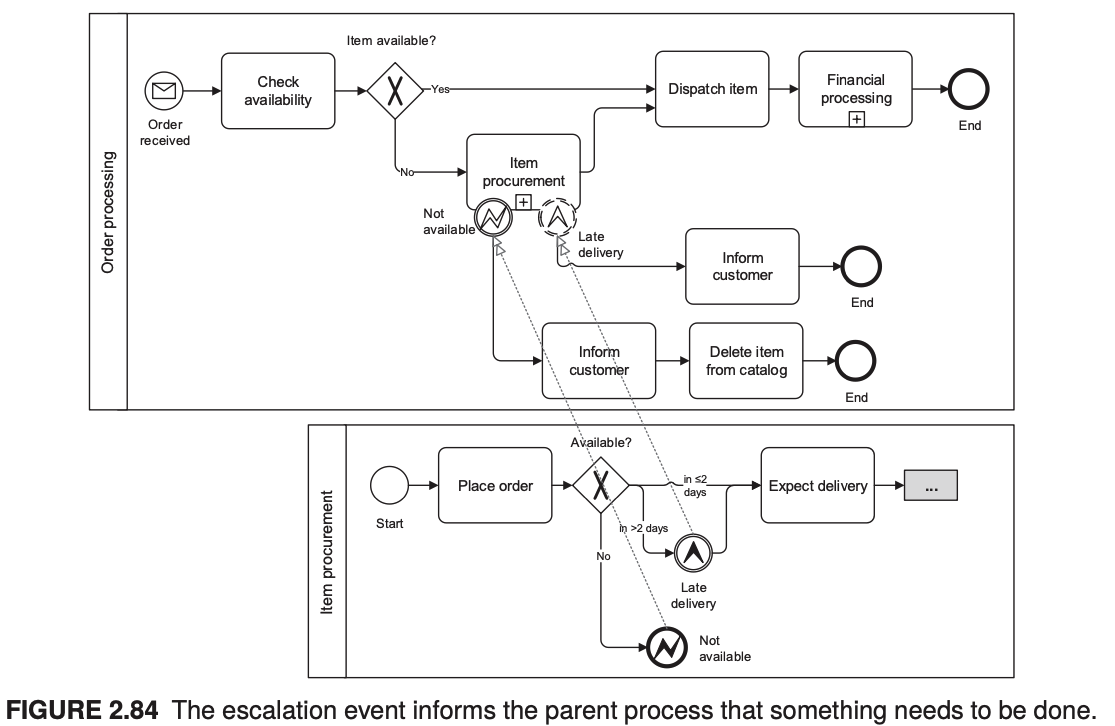 Order processing
Item available?
Order
received
Check
availability
Yes
No
Dispatch item
Financial
processing
End
Item
procurement
Not
available
Late
delivery
Inform
customer
End
Inform
customer
Delete item
from catalog
End
Item procurement
Start
Place order
Available?
in ≤2
days
in >2 days
No
Expect delivery
...
Late
delivery
Not
available
FIGURE 2.84 The escalation event informs the parent process that something needs to be done.